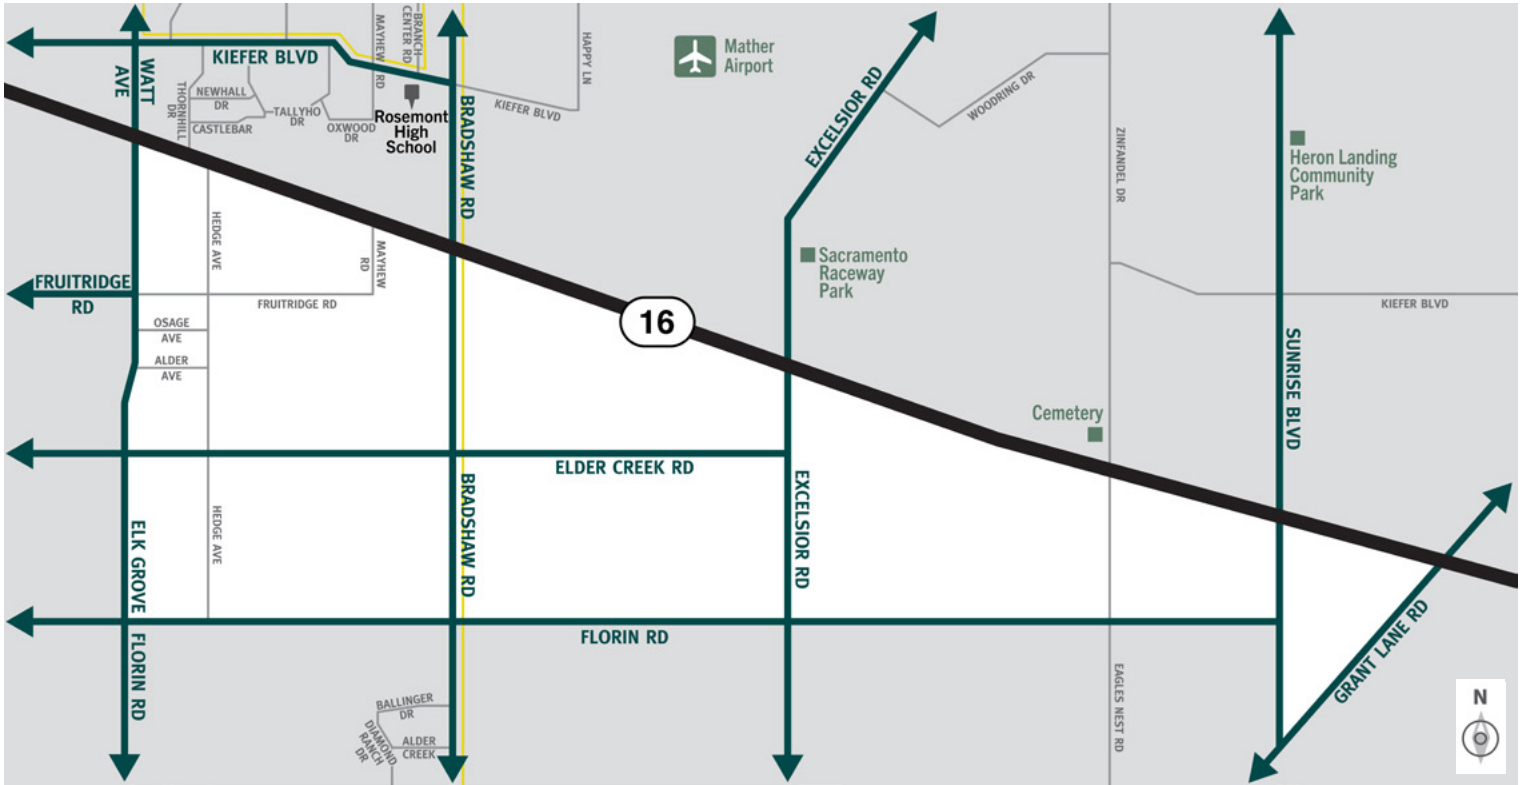 WATT
AVE
KIEFER BLVD
MAYHEW RD
BRANCH
CENTER RD
HAPPY LN
Mather
Airport
EXCELSIOR RD
WOODRING DR
ZINFANDEL DR
THORNHILL
DR
NEWHALL
DR
CASTLEBAR
TALLYHO
DR
OXWOOD
DR
Rosemont
High
School
KIEFER BLVD
BRADSHAW RD
Heron Landing
Community
Park
HEDGE AVE
MAYHEW
RD
Sacramento
Raceway
Park
FRUITRIDGE
RD
FRUITRIDGE RD
KIEFER BLVD
16
OSAGE
AVE
ALDER
AVE
SUNRISE BLVD
Cemetery
ELDER CREEK RD
BRADSHAW RD
EXCELSIOR RD
HEDGE AVE
ELK GROVE
FLORIN RD
FLORIN RD
GRANT LANE RD
EAGLES NEST RD
BALLINGER
DR
DIAMOND
RANCH
DR
ALDER
CREEK
N